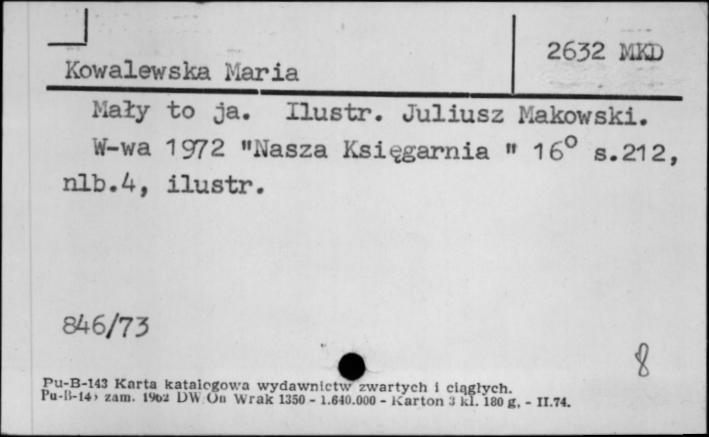 2632 MKD
Kowalewska Maria
Mały to ja. Ilustr. Juliusz Makowski.
W-wa 1972 "Nasza Księgarnia " 16° s.212,
nlb.4, ilustr.
846/73
8
Pu-B-143 Karta katalogowa wydawnictw zwartych i ciągłych.
Pu-B-143 zam. 1962 DW Wrak 1350 - 1.640.000 - Karton 3 kl. 180 g. - II.74.